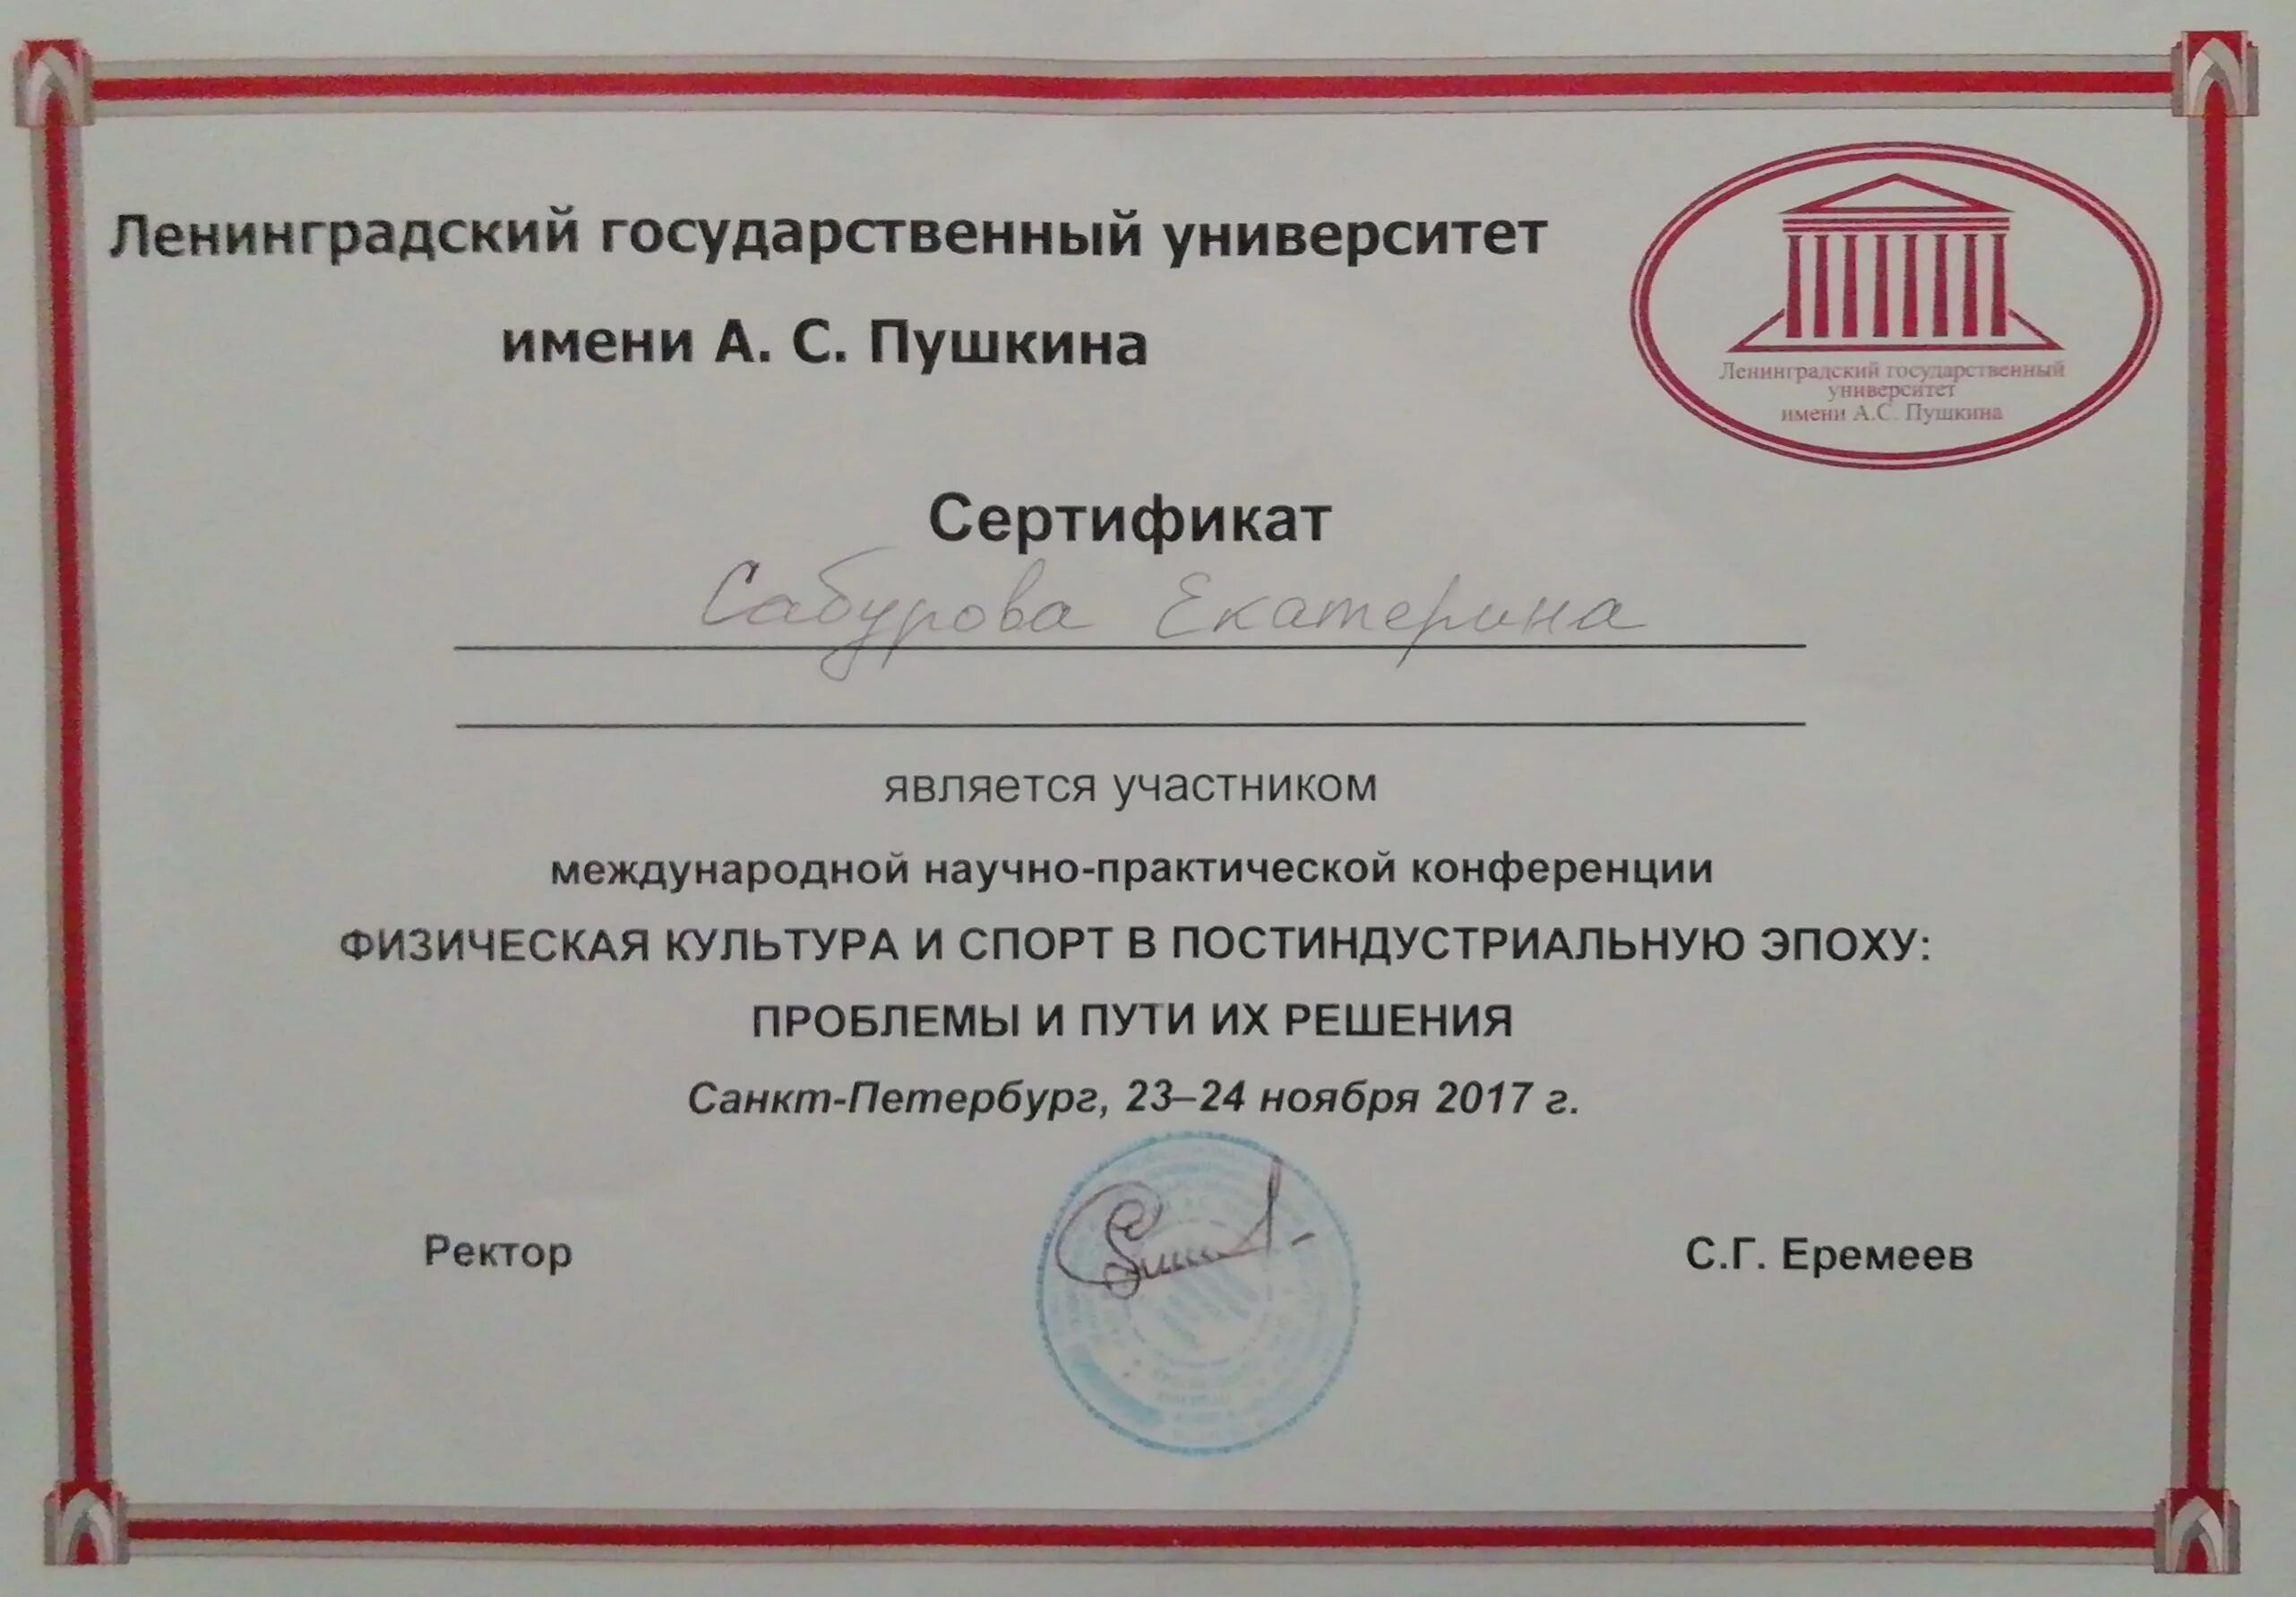 Ленинградский государственный университет
имени А. С. Пушкина
Ленинградский государственный
университет
имени А.С. Пушкина
Сертификат
Сабурова Екатерина
является участником
международной научно-практической конференции
ФИЗИЧЕСКАЯ КУЛЬТУРА И СПОРТ В ПОСТИНДУСТРИАЛЬНУЮ ЭПОХУ:
ПРОБЛЕМЫ И ПУТИ ИХ РЕШЕНИЯ
Санкт-Петербург, 23–24 ноября 2017 г.
Ректор
С.Г. Еремеев